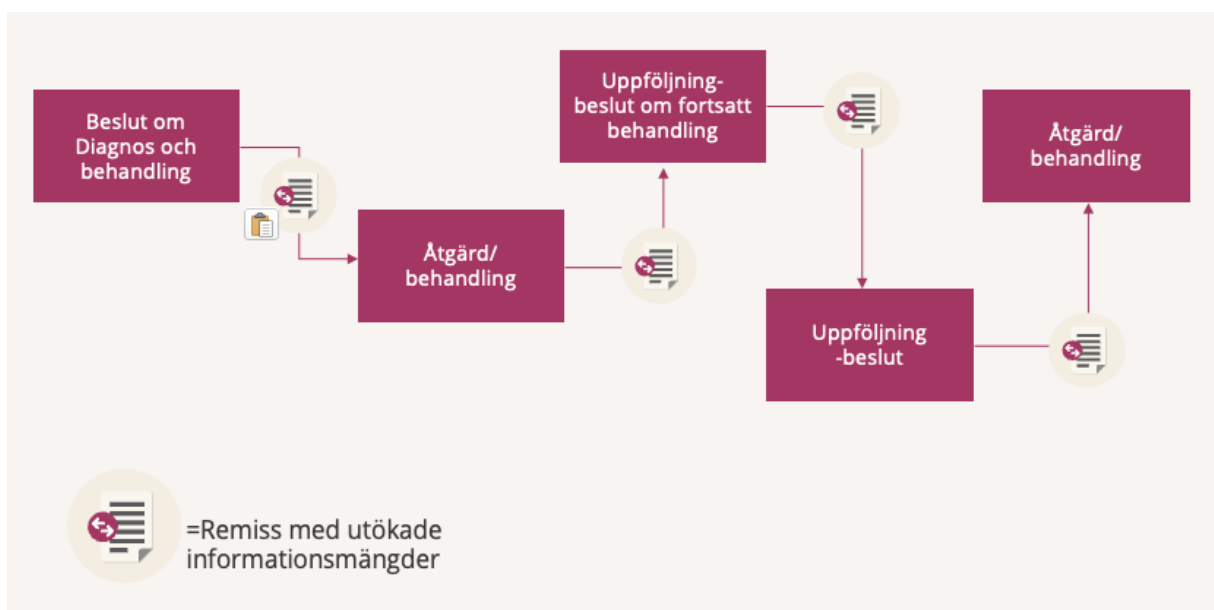 Beslut om
Diagnos och
behandling
Åtgärd/
behandling
Uppföljning-
beslut om fortsatt
behandling
Uppföljning
-beslut
Åtgärd/
behandling
=Remiss med utökade
informationsmängder